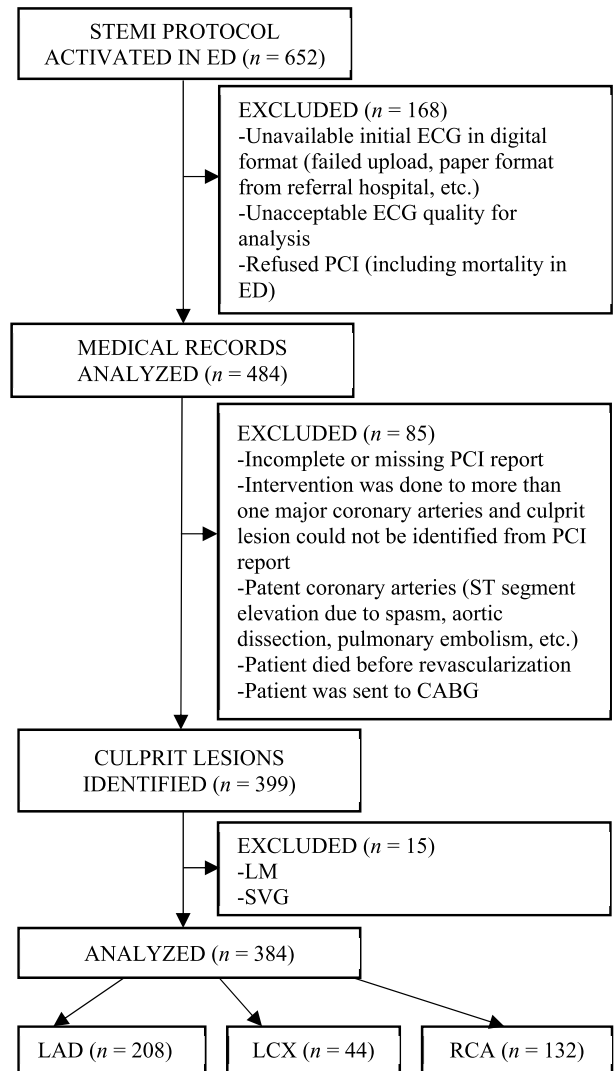 STEMI PROTOCOL
ACTIVATED IN ED (n = 652)
EXCLUDED (n = 168)
-Unavailable initial ECG in digital
format (failed upload, paper format
from referral hospital, etc.)
-Unacceptable ECG quality for
analysis
-Refused PCI (including mortality in
ED)
MEDICAL RECORDS
ANALYZED (n = 484)
EXCLUDED (n = 85)
-Incomplete or missing PCI report
-Intervention was done to more than
one major coronary arteries and culprit
lesion could not be identified from PCI
report
-Patent coronary arteries (ST segment
elevation due to spasm, aortic
dissection, pulmonary embolism, etc.)
-Patient died before revascularization
-Patient was sent to CABG
CULPRIT LESIONS
IDENTIFIED (n = 399)
EXCLUDED (n = 15)
-LM
-SVG
ANALYZED (n = 384)
LAD (n = 208)
LCX (n = 44)
RCA (n = 132)